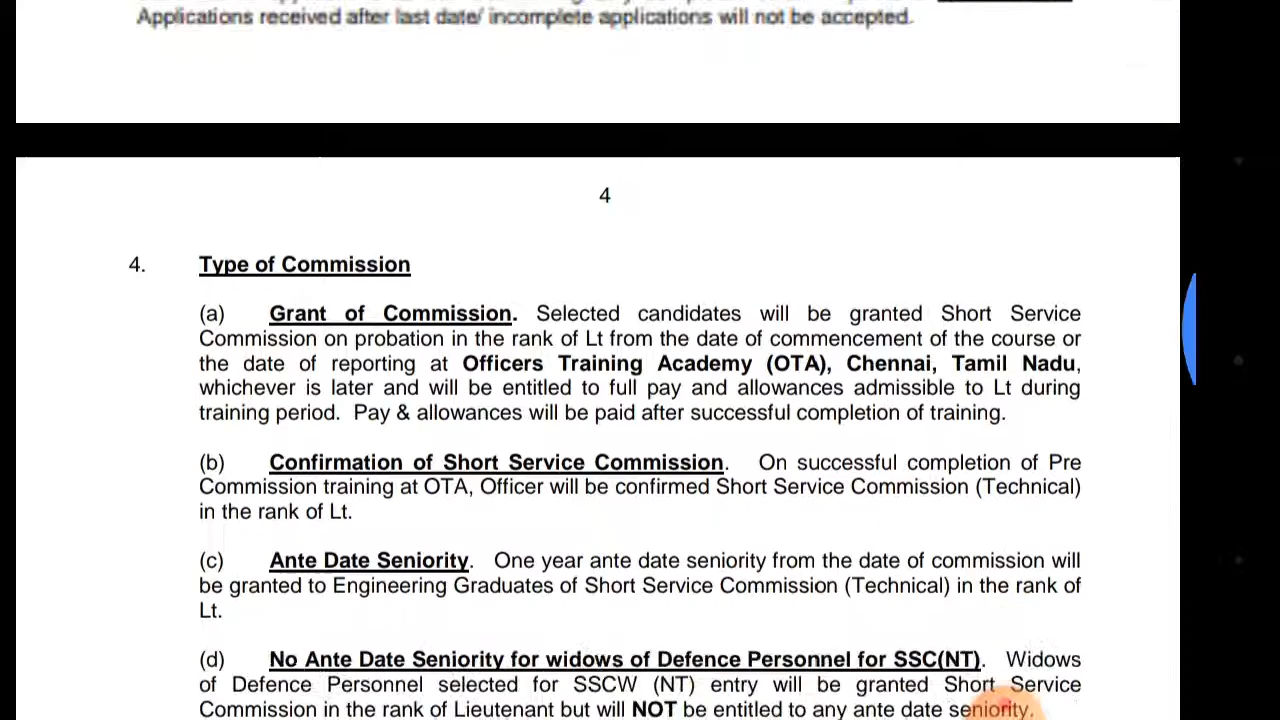 Applications received after last date/ incomplete applications will not be accepted.
4
4. Type of Commission
(a) Grant of Commission. Selected candidates will be granted Short Service
Commission on probation in the rank of Lt from the date of commencement of the course or
the date of reporting at Officers Training Academy (OTA), Chennai, Tamil Nadu,
whichever is later and will be entitled to full pay and allowances admissible to Lt during
training period. Pay & allowances will be paid after successful completion of training.
(b) Confirmation of Short Service Commission. On successful completion of Pre
Commission training at OTA, Officer will be confirmed Short Service Commission (Technical)
in the rank of Lt.
(c) Ante Date Seniority. One year ante date seniority from the date of commission will
be granted to Engineering Graduates of Short Service Commission (Technical) in the rank of
Lt.
(d) No Ante Date Seniority for widows of Defence Personnel for SSC(NT). Widows
of Defence Personnel selected for SSCW (NT) entry will be granted Short Service
Commission in the rank of Lieutenant but will NOT be entitled to any ante date seniority.